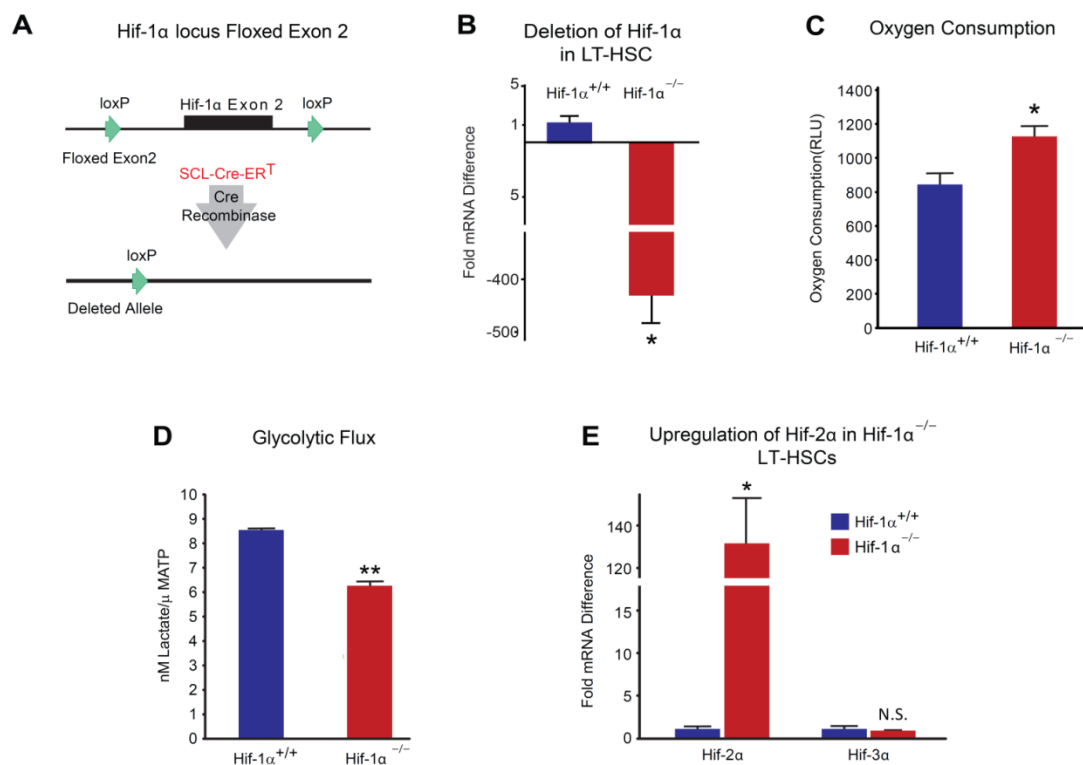 A
Hif-1α locus Floxed Exon 2
loxP
Hif-1α Exon 2
loxP
Floxed Exon2
SCL-Cre-ERᵀ
Cre
Recombinase
loxP
Deleted Allele
B
Deletion of Hif-1α
in LT-HSC
Fold mRNA Difference
5
1
5
-400
-500
Hif-1α⁺/⁺
Hif-1α⁻/⁻
*
C
Oxygen Consumption
Oxygen Consumption(RLU)
1400
1200
1000
800
600
400
200
0
*
Hif-1α⁺/⁺
Hif-1α⁻/⁻
D
Glycolytic Flux
nM Lactate/μ MATP
10
9
8
7
6
5
4
3
2
1
0
**
Hif-1α⁺/⁺
Hif-1α⁻/⁻
E
Upregulation of Hif-2α in Hif-1α⁻/⁻
LT-HSCs
Fold mRNA Difference
140
120
15
10
5
0
*
Hif-1α⁺/⁺
Hif-1α⁻/⁻
N.S.
Hif-2α
Hif-3α